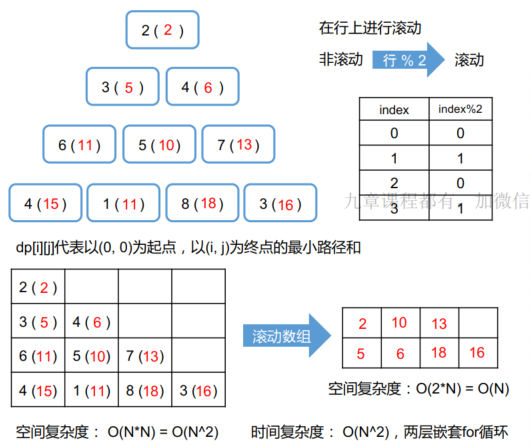 2 ( 2 )
在行上进行滚动
非滚动 行 % 2 滚动
3 ( 5 ) 4 ( 6 )
index index%2
0 0
1 1
2 0
3 1
6 (11) 5 (10) 7 (13)
4 (15) 1 (11) 8 (18) 3 (16)
九章课程都有，加微信
dp[i][j]代表以(0, 0)为起点，以(i, j)为终点的最小路径和
2 ( 2 )
3 ( 5 ) 4 ( 6 )
6 (11) 5 (10) 7 (13)
4 (15) 1 (11) 8 (18) 3 (16)
滚动数组
2 10 13
5 6 18 16
空间复杂度：O(2*N) = O(N)
空间复杂度： O(N*N) = O(N^2)
时间复杂度： O(N^2)，两层嵌套for循环